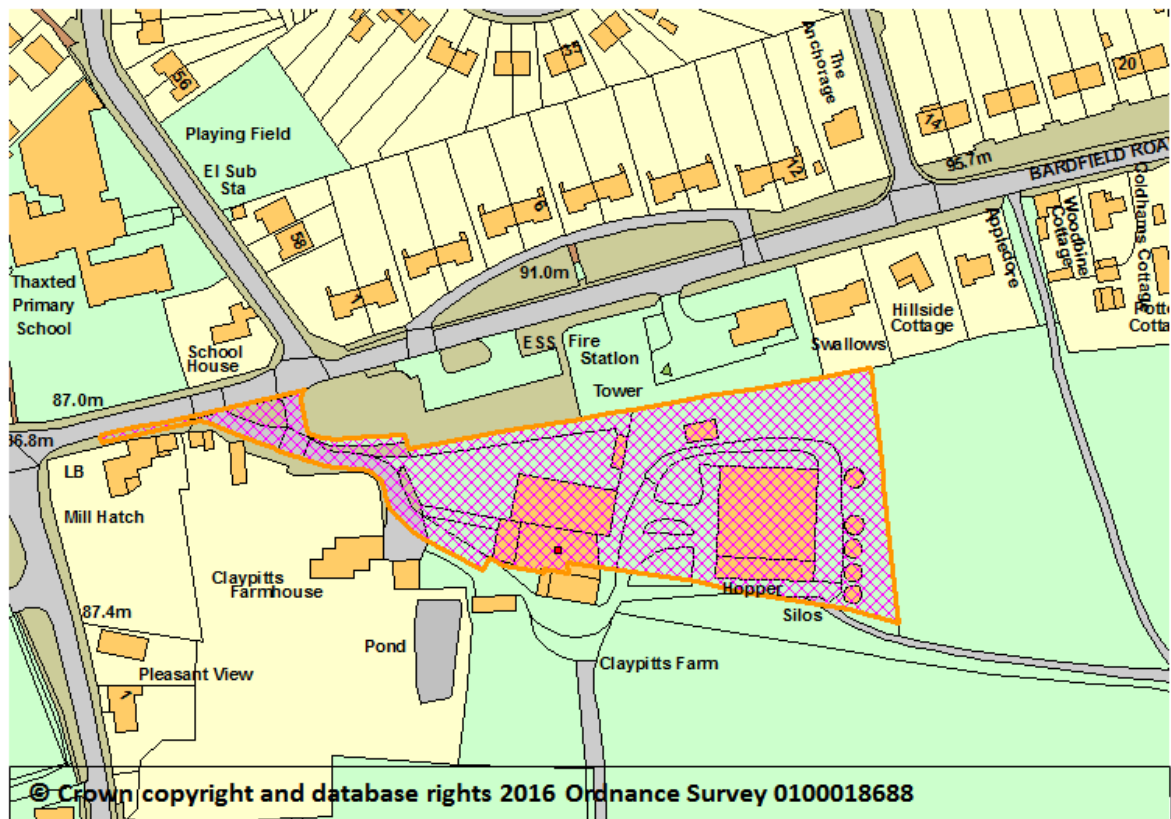 56
35
The
Anchorage
20
14
Playing Field
El Sub
Sta
12
95.7m
BARDFIELD ROA
58
6
Coldhams Cottage
Woodbine
Cottage
Appledore
91.0m
Thaxted
Primary
School
1
Hillside
Cottage
Potte
Cotta
School
House
ESS
Fire
Station
Swallows
Tower
87.0m
86.8m
LB
Mill Hatch
Claypitts
Farmhouse
Hopper
Silos
87.4m
Pond
Claypitts Farm
Pleasant View
1
© Crown copyright and database rights 2016 Ordnance Survey 0100018688